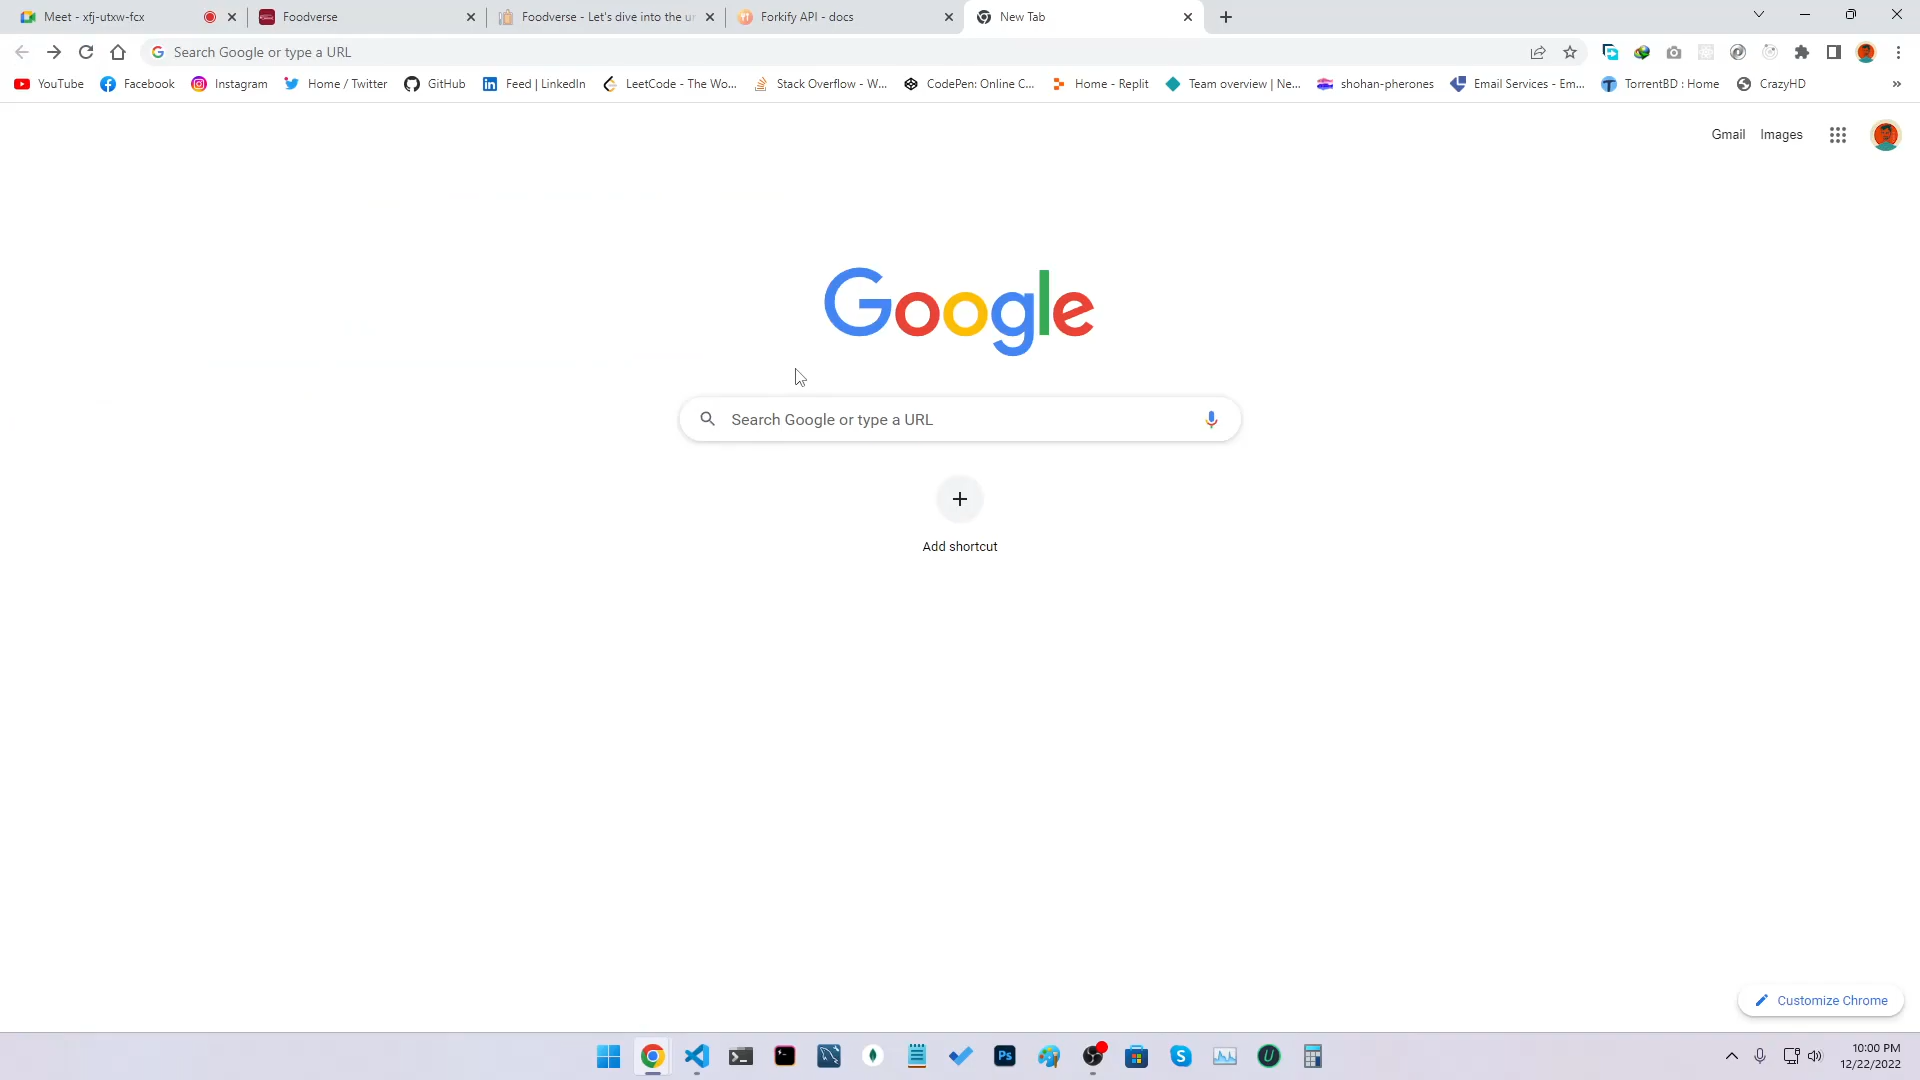 Meet - xfj-utxw-fcx
Foodverse
Foodverse - Let's dive into the ur
Forkify API - docs
New Tab
Search Google or type a URL
YouTube
Facebook
Instagram
Home / Twitter
GitHub
Feed | LinkedIn
LeetCode - The Wo...
Stack Overflow - W...
CodePen: Online C...
Home - Replit
Team overview | Ne...
shohan-pherones
Email Services - Em...
TorrentBD : Home
CrazyHD
»
Gmail
Images
Google
Search Google or type a URL
Add shortcut
Customize Chrome
Ps
10:00 PM
12/22/2022